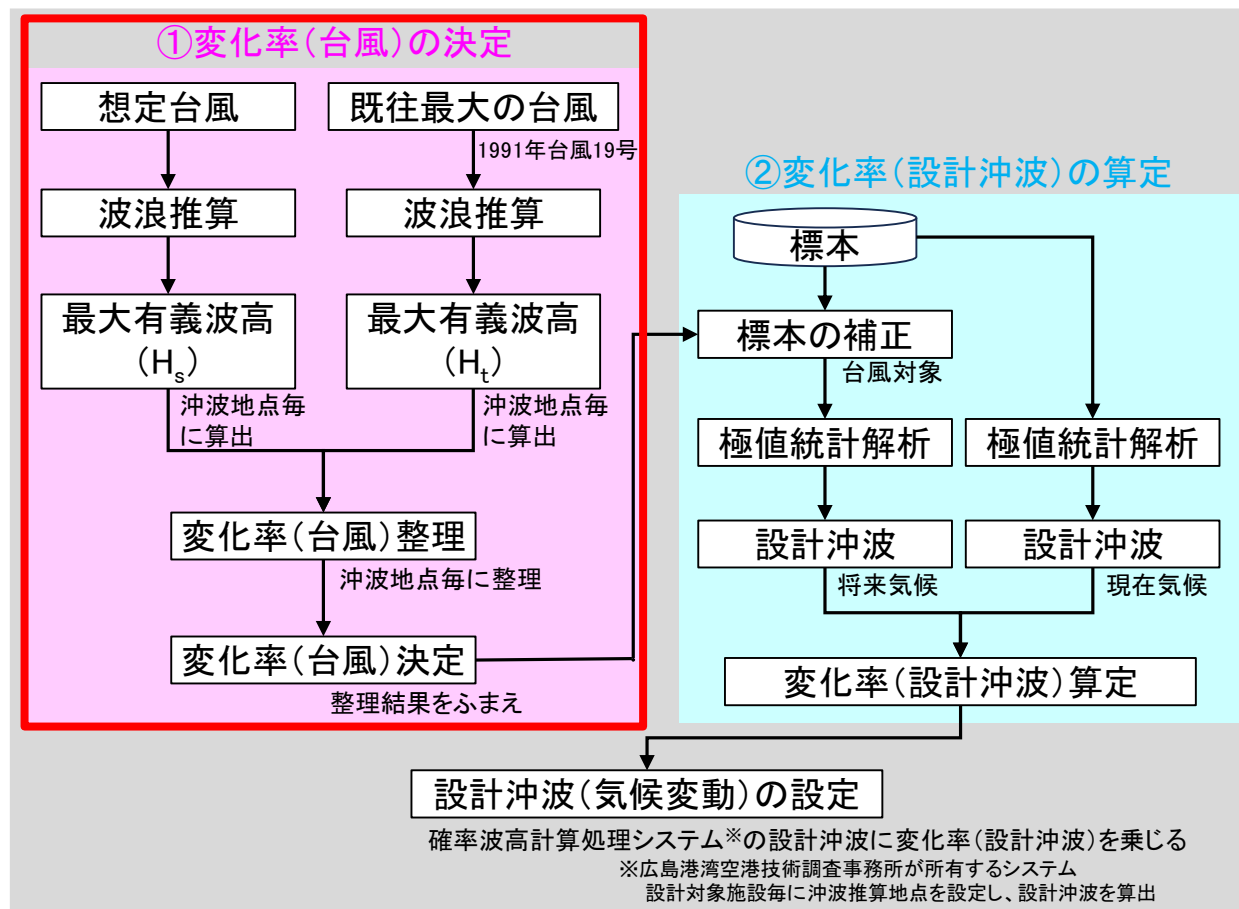 ①変化率(台風)の決定
想定台風
既往最大の台風
1991年台風19号
波浪推算
波浪推算
最大有義波高
(Hs)
最大有義波高
(Ht)
沖波地点毎
に算出
沖波地点毎
に算出
変化率(台風)整理
沖波地点毎に整理
変化率(台風)決定
整理結果をふまえ
②変化率(設計沖波)の算定
標本
標本の補正
台風対象
極値統計解析
極値統計解析
設計沖波
設計沖波
将来気候
現在気候
変化率(設計沖波)算定
設計沖波(気候変動)の設定
確率波高計算処理システム※の設計沖波に変化率(設計沖波)を乗じる
※広島港湾空港技術調査事務所が所有するシステム
設計対象施設毎に沖波推算地点を設定し、設計沖波を算出